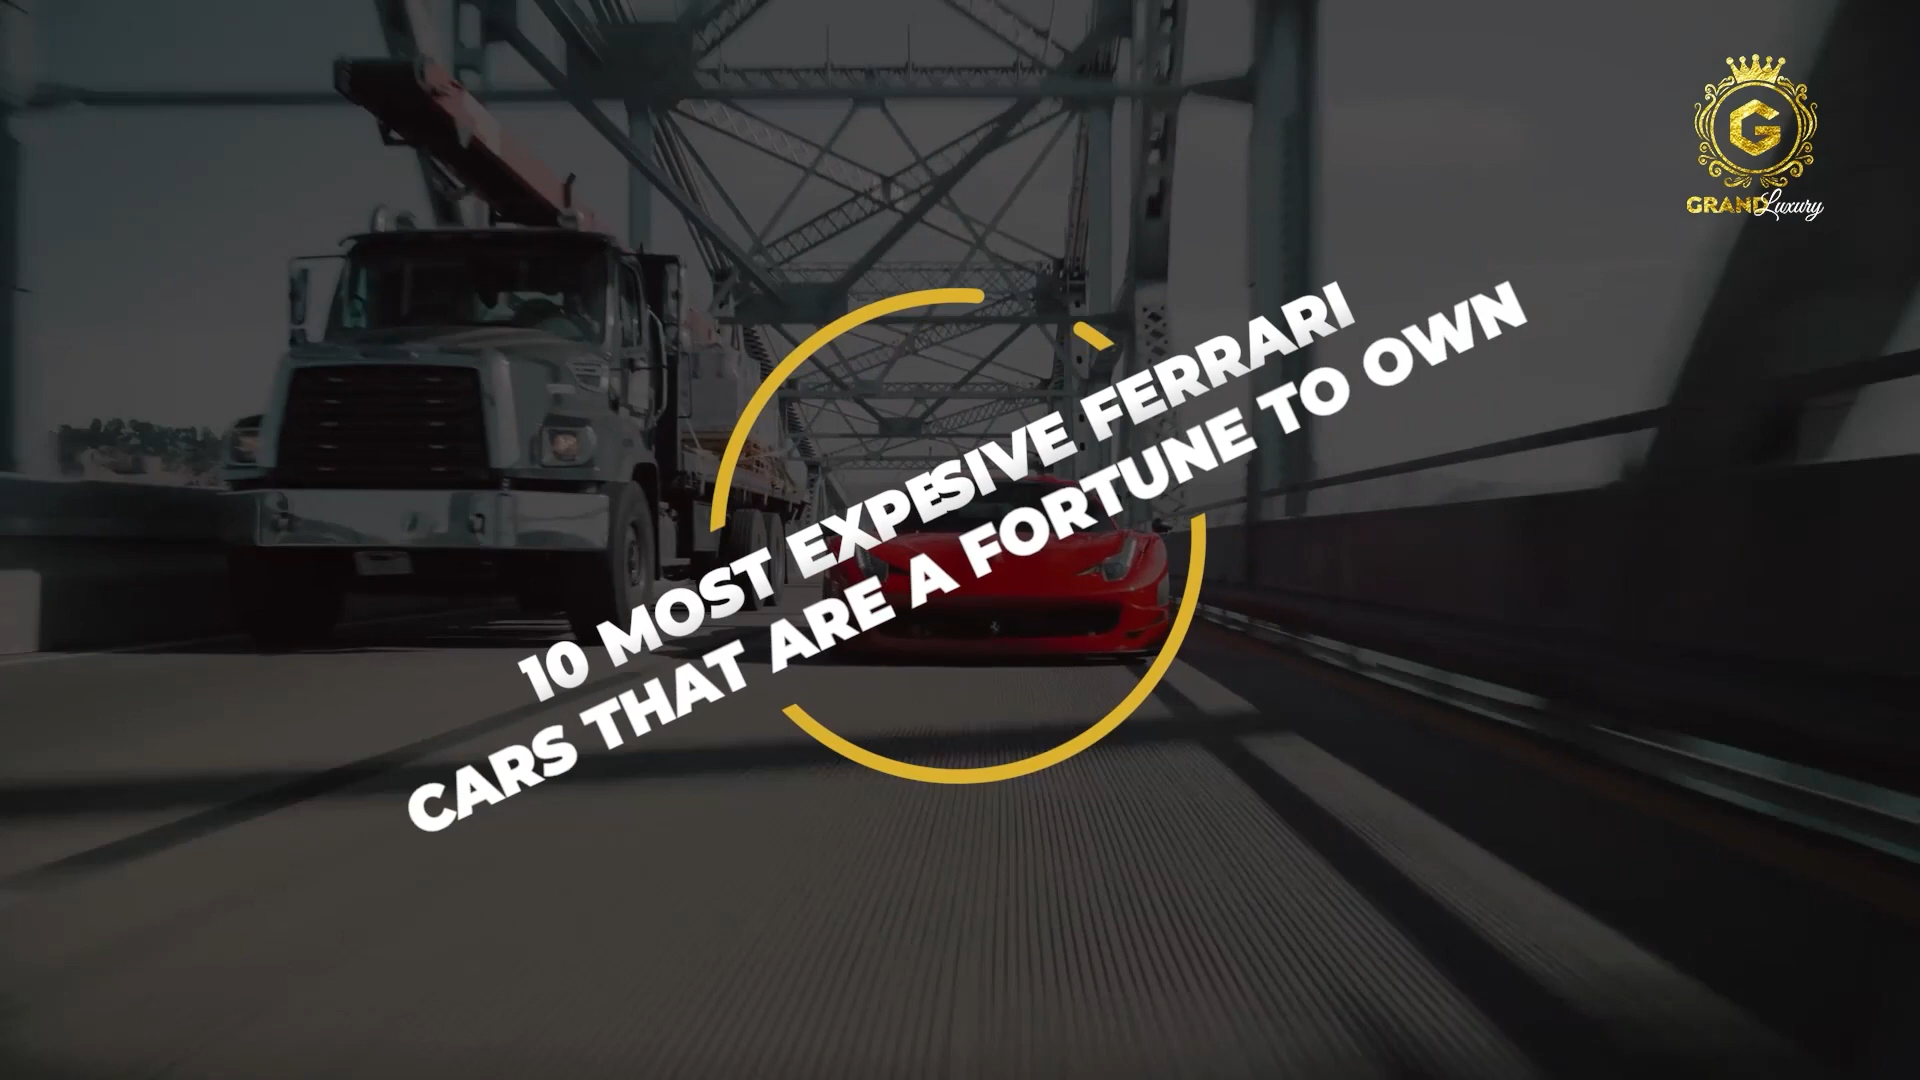 10 MOST EXPESIVE FERRARI
CARS THAT ARE A FORTUNE TO OWN
G
GRAND Luxury